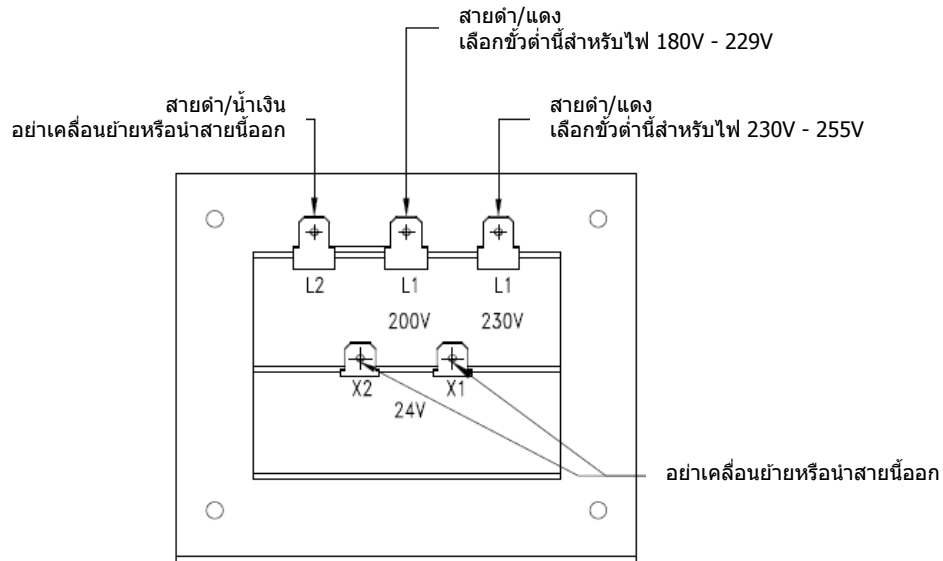 สายดำ/แดง
เลือกขั้วต่ำนี้สำหรับไฟ 180V - 229V
สายดำ/น้ำเงิน
อย่าเคลื่อนย้ายหรือนำสายนี้ออก
สายดำ/แดง
เลือกขั้วต่ำนี้สำหรับไฟ 230V - 255V
L2
L1
L1
200V
230V
X2
X1
24V
อย่าเคลื่อนย้ายหรือนำสายนี้ออก